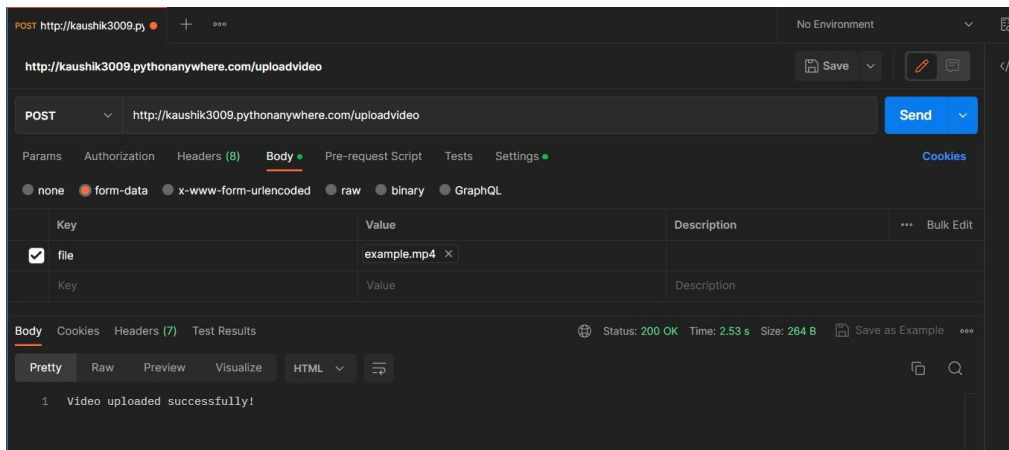 POST http://kaushik3009.py + ooo No Environment
http://kaushik3009.pythonanywhere.com/uploadvideo Save
POST http://kaushik3009.pythonanywhere.com/uploadvideo Send
Params Authorization Headers (8) Body Pre-request Script Tests Settings Cookies
none form-data x-www-form-urlencoded raw binary GraphQL
Key Value Description ooo Bulk Edit
file example.mp4 ×
Key Value Description
Body Cookies Headers (7) Test Results Status: 200 OK Time: 2.53 s Size: 264 B Save as Example ooo
Pretty Raw Preview Visualize HTML
1 Video uploaded successfully!